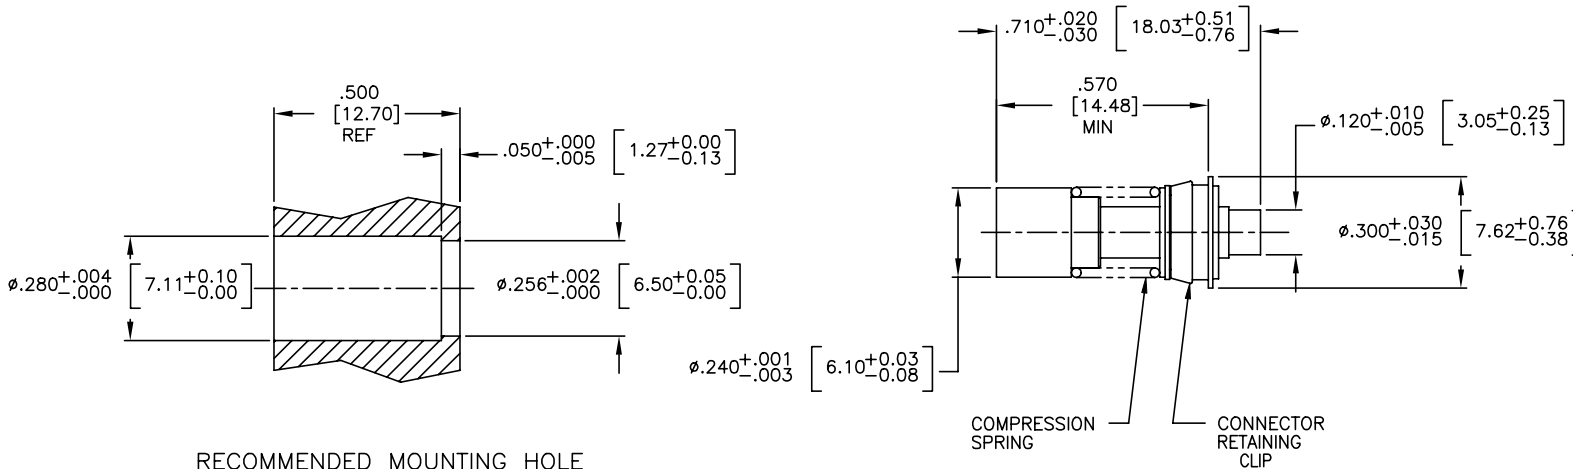 .500
[12.70]
REF
.050+.000 -.005 [1.27+0.00 -0.13]
ø.280+.004 -.000 [7.11+0.10 -0.00]
ø.256+.002 -.000 [6.50+0.05 -0.00]
RECOMMENDED MOUNTING HOLE
.710+.020 -.030 [18.03+0.51 -0.76]
.570
[14.48]
MIN
ø.120+.010 -.005 [3.05+0.25 -0.13]
ø.300+.030 -.015 [7.62+0.76 -0.38]
ø.240+.001 -.003 [6.10+0.03 -0.08]
COMPRESSION
SPRING
CONNECTOR
RETAINING
CLIP